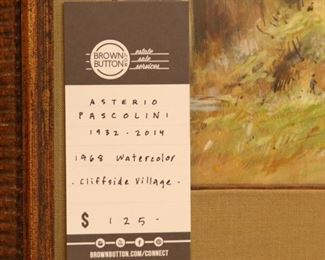 BROWN
BUTTON
estate
sale
services
ASTERIO
PASCOLINI
1932 - 2014
1968 Watercolor
- Cliffside Village -
$ 125 -
BROWNBUTTON.COM/CONNECT